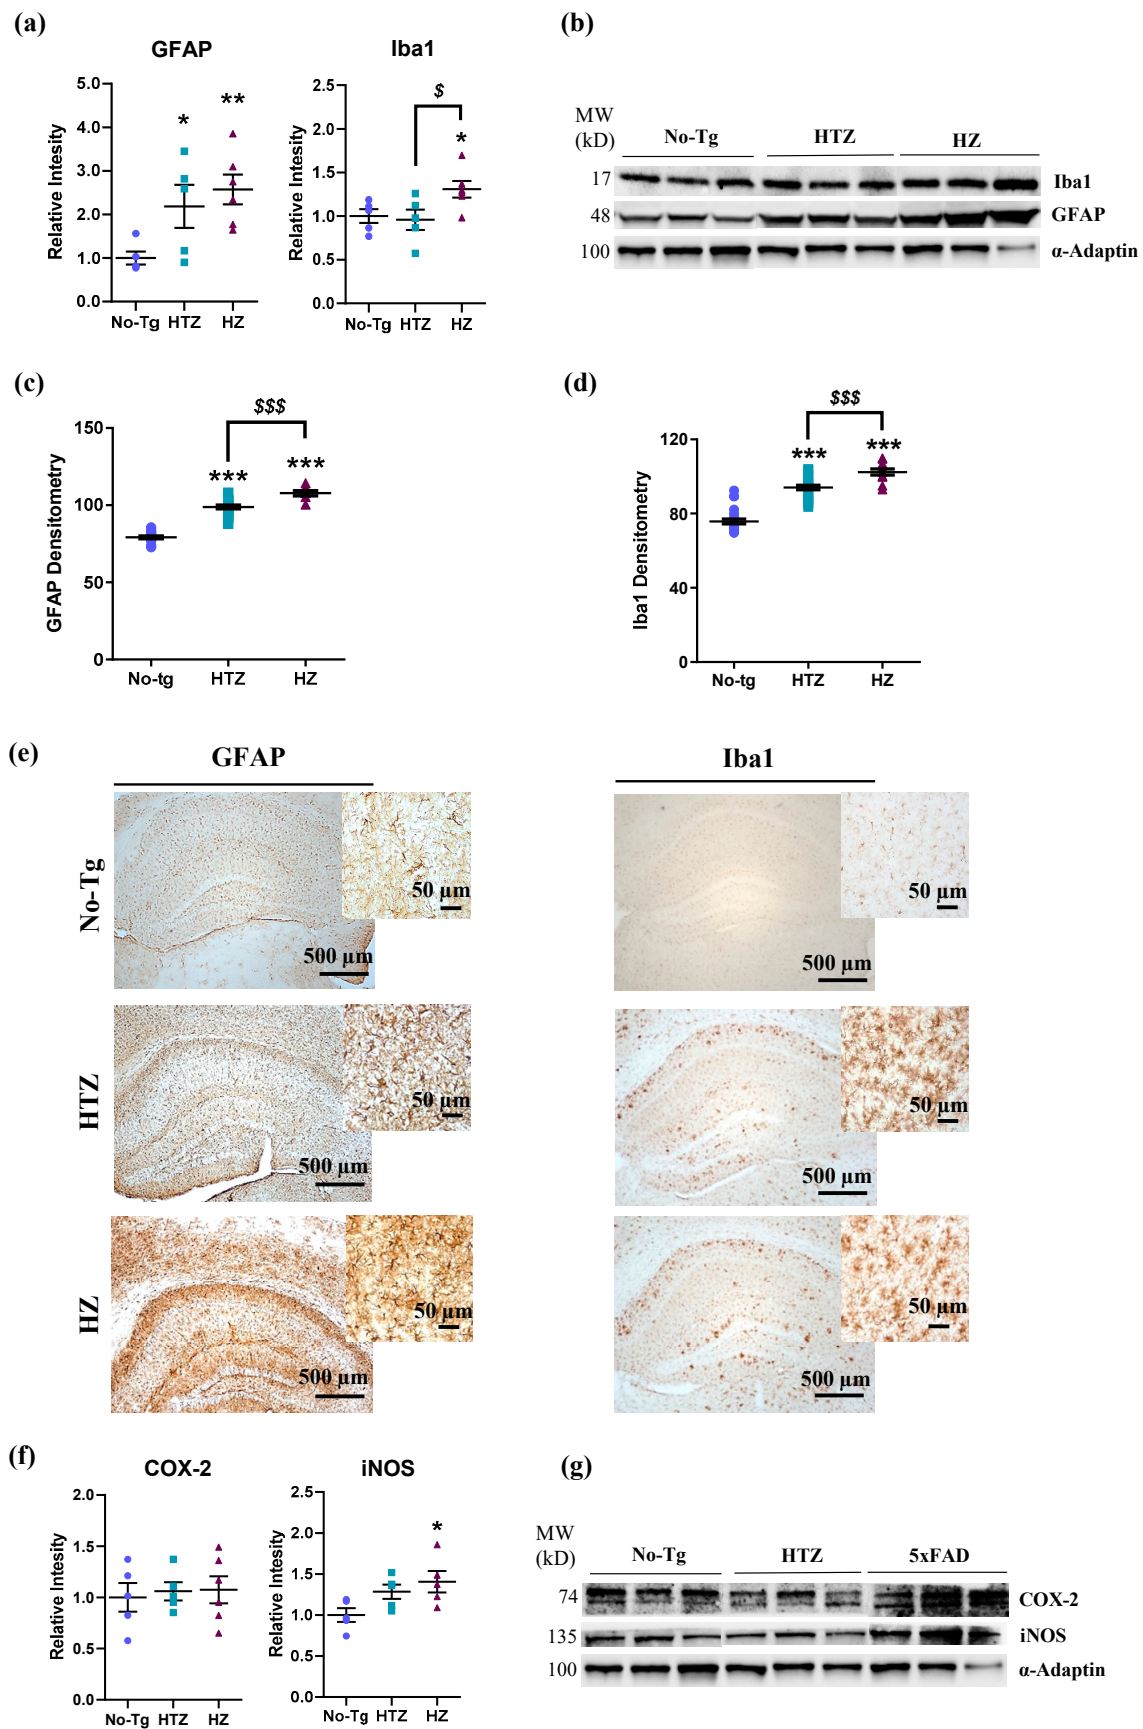 (a)
GFAP
Relative Intesity
5.0
4.0
3.0
2.0
1.0
0.0
*
**
No-Tg HTZ HZ
Iba1
Relative Intesity
2.5
2.0
1.5
1.0
0.5
0.0
$
*
No-Tg HTZ HZ
(b)
MW
(kD)
No-Tg HTZ HZ
17 Iba1
48 GFAP
100 α-Adaptin
(c)
GFAP Densitometry
150
100
50
0
$$$
***
***
No-tg HTZ HZ
(d)
Iba1 Densitometry
120
80
40
0
$$$
***
***
No-tg HTZ HZ
(e)
GFAP
Iba1
No-Tg
50 µm
500 µm
50 µm
500 µm
HTZ
50 µm
500 µm
50 µm
500 µm
HZ
50 µm
500 µm
50 µm
500 µm
(f)
COX-2
Relative Intesity
2.0
1.5
1.0
0.5
0.0
No-Tg HTZ HZ
iNOS
Relative Intesity
2.5
2.0
1.5
1.0
0.5
0.0
*
No-Tg HTZ HZ
(g)
MW
(kD)
No-Tg HTZ 5xFAD
74 COX-2
135 iNOS
100 α-Adaptin